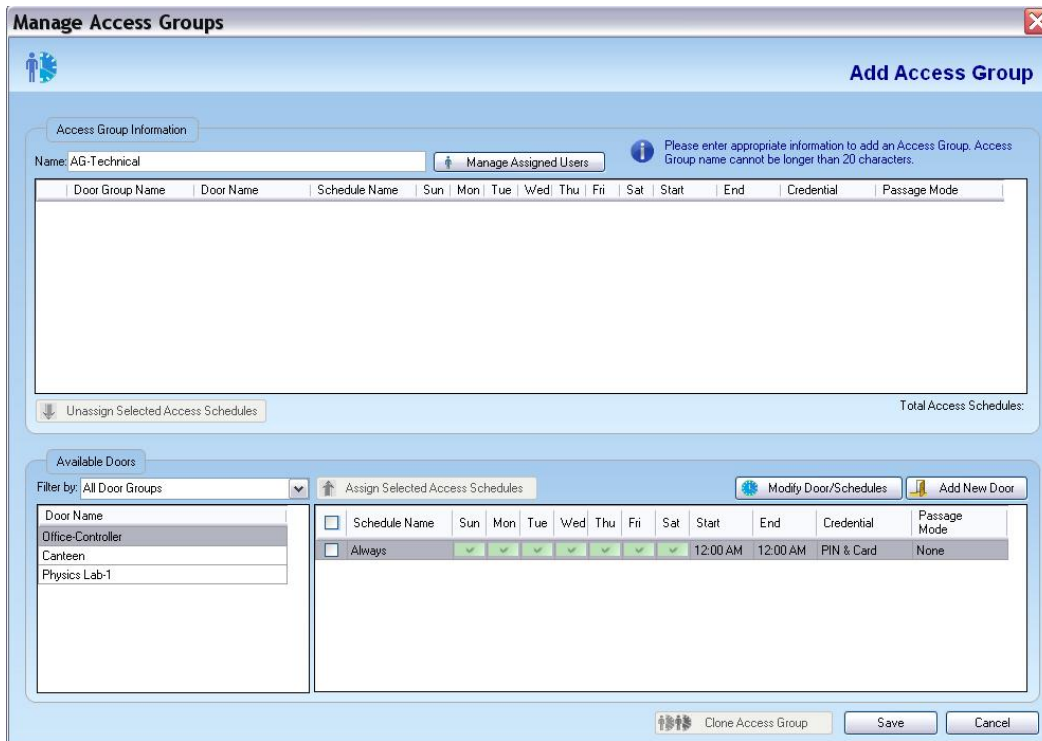 Manage Access Groups
Add Access Group
Access Group Information
Name: AG-Technical
Manage Assigned Users
Please enter appropriate information to add an Access Group. Access
Group name cannot be longer than 20 characters.
Door Group Name Door Name Schedule Name Sun Mon Tue Wed Thu Fri Sat Start End Credential Passage Mode
Unassign Selected Access Schedules
Total Access Schedules:
Available Doors
Filter by: All Door Groups
Assign Selected Access Schedules
Modify Door/Schedules
Add New Door
Door Name
Office-Controller
Canteen
Physics Lab-1
Schedule Name Sun Mon Tue Wed Thu Fri Sat Start End Credential Passage
Mode
Always 12:00 AM 12:00 AM PIN & Card None
Clone Access Group
Save
Cancel